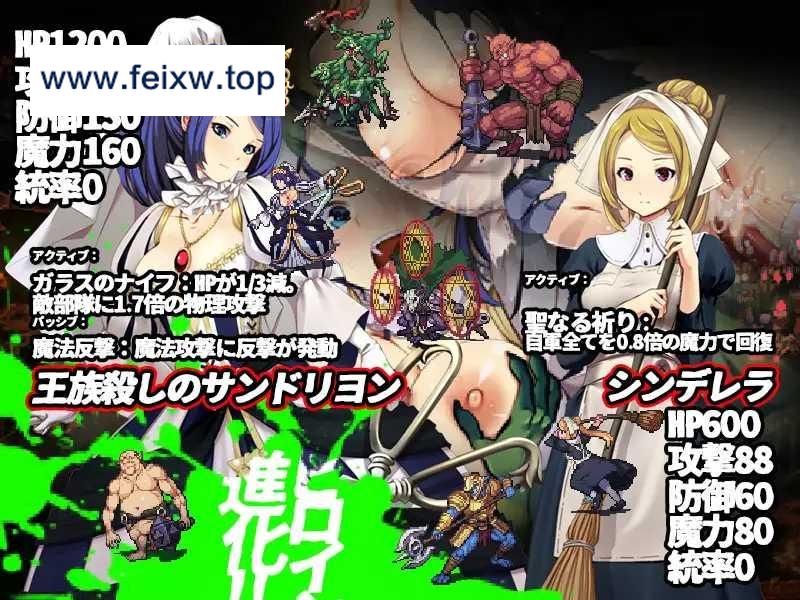 HP1200
www.feixw.top
防御130
魔力160
統率0
アクティブ：
ガラスのナイフ：HPが1/3減。
敵部隊に1.7倍の物理攻撃
パッシブ：
魔法反撃：魔法攻撃に反撃が発動
王族殺しのサンドリヨン
アクティブ：
聖なる祈り：
自軍全てを0.8倍の魔力で回復
シンデレラ
HP600
攻撃88
防御60
魔力80
統率0
ヒロイン
進化